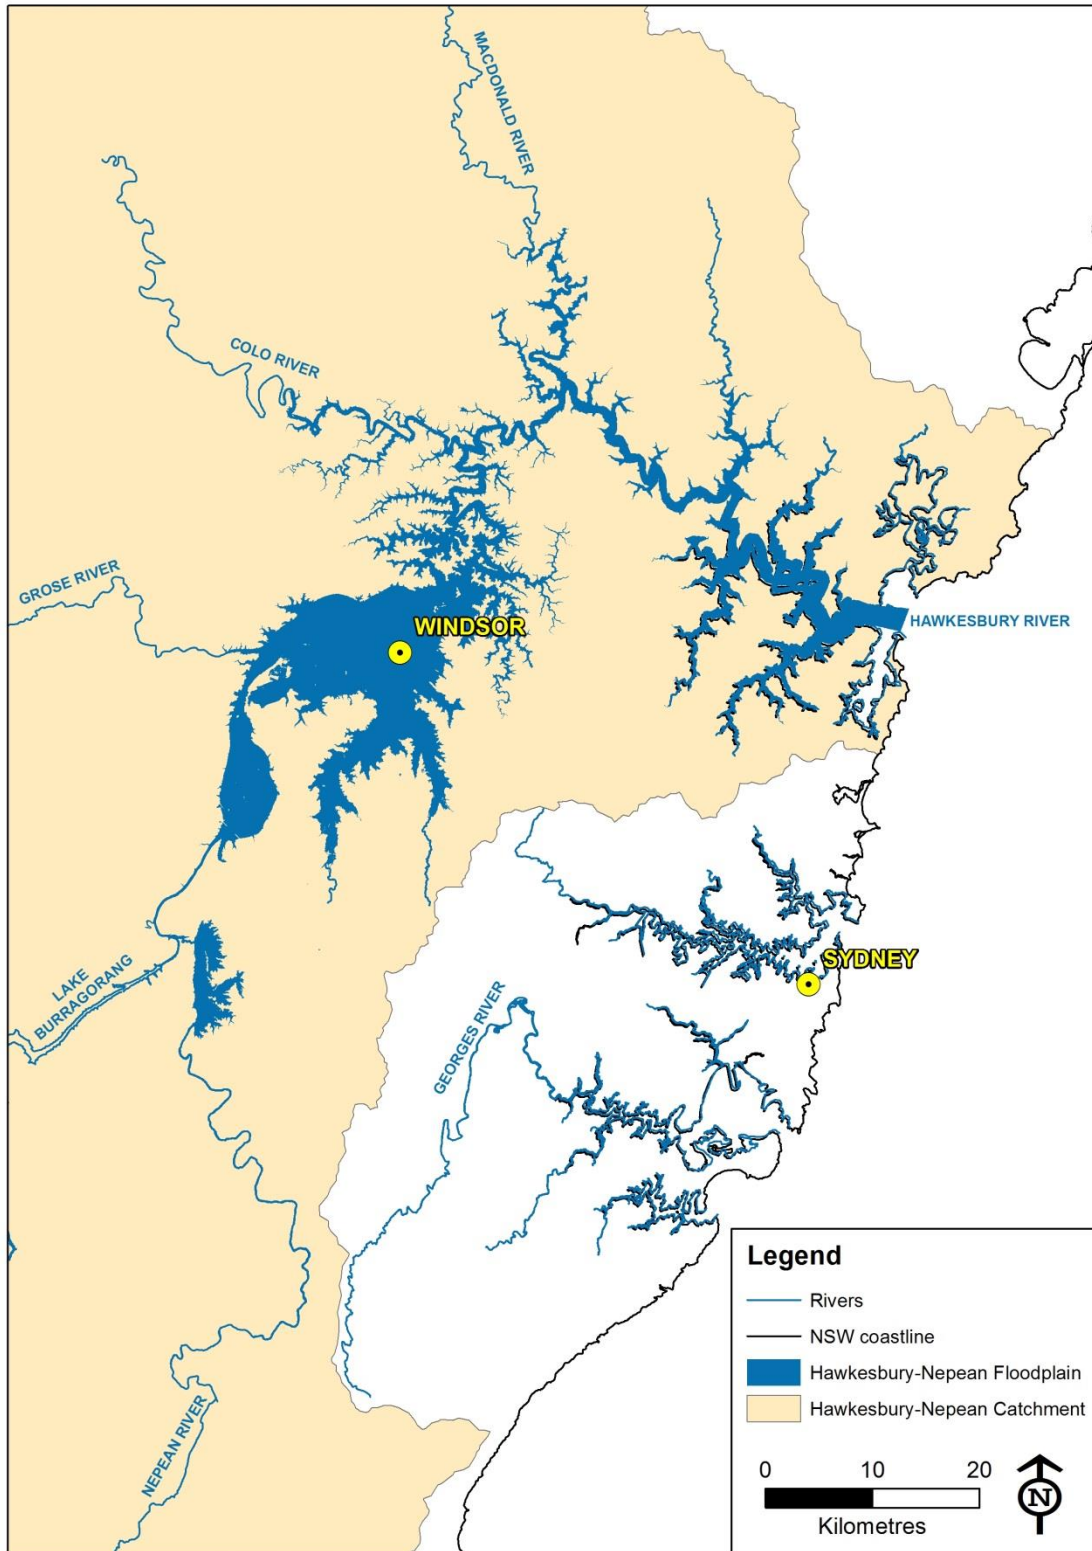 MACDONALD RIVER
COLO RIVER
GROSE RIVER
WINDSOR
HAWKESBURY RIVER
LAKE
BURRAGORANG
SYDNEY
GEORGES RIVER
NEPEAN RIVER
Legend
Rivers
NSW coastline
Hawkesbury-Nepean Floodplain
Hawkesbury-Nepean Catchment
0 10 20
Kilometres
N